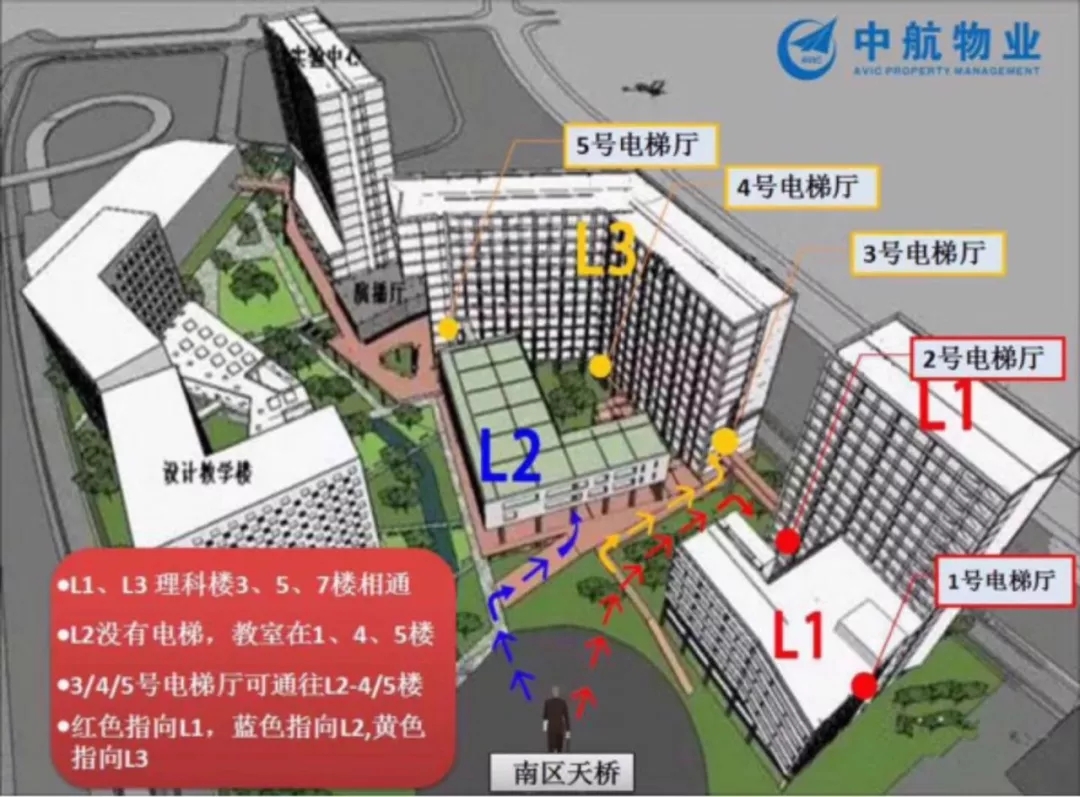 实验中心
中航物业
AVIC
AVIC PROPERTY MANAGEMENT
5号电梯厅
4号电梯厅
L3
3号电梯厅
演播厅
2号电梯厅
L1
L2
设计教学楼
1号电梯厅
L1
•L1、L3 理科楼3、5、7楼相通
•L2没有电梯，教室在1、4、5楼
•3/4/5号电梯厅可通往L2-4/5楼
•红色指向L1，蓝色指向L2,黄色
指向L3
南区天桥